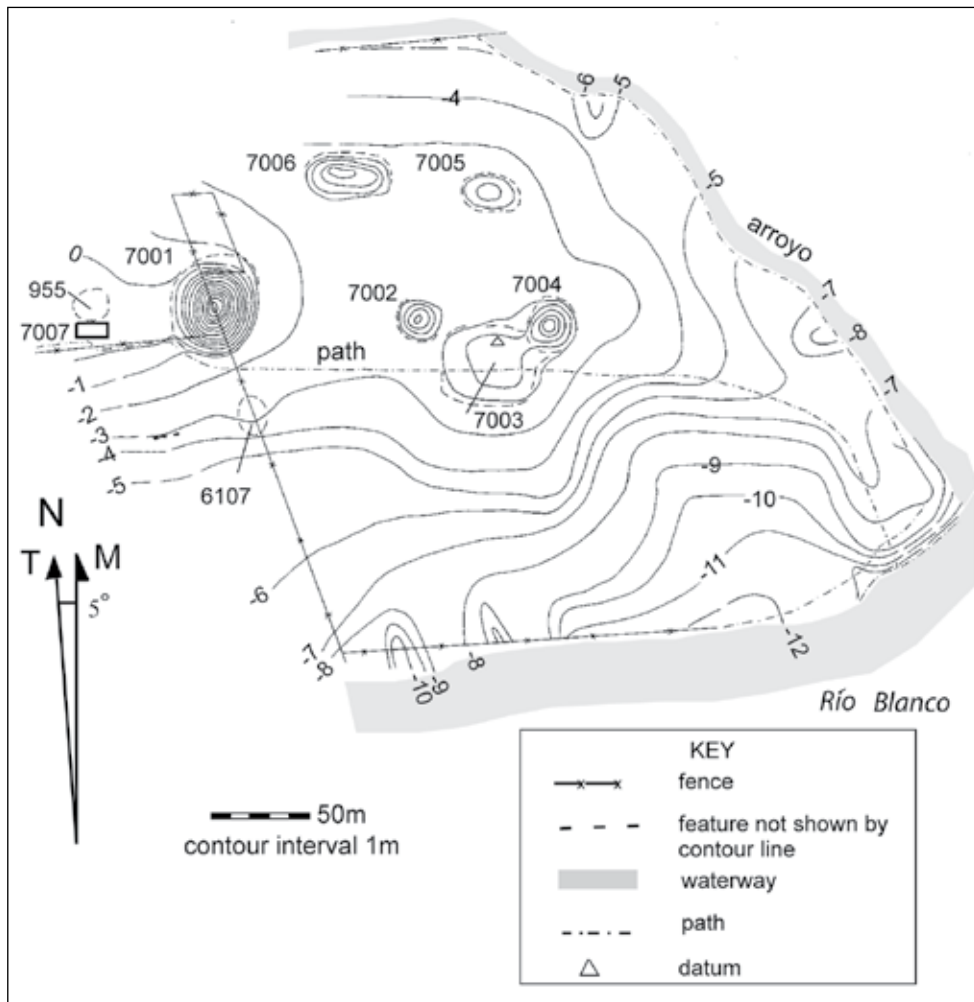 -4
-6
-5
7006
7005
-5
arroyo
0
7001
955
7002
7004
-7
7007
-8
path
-1
-7
-2
7003
-3
-4
-9
-5
6107
-10
N
T
M
-11
5°
-6
-7
-8
-8
-12
-9
-10
Río Blanco
KEY
fence
50m
feature not shown by
contour line
contour interval 1m
waterway
path
datum